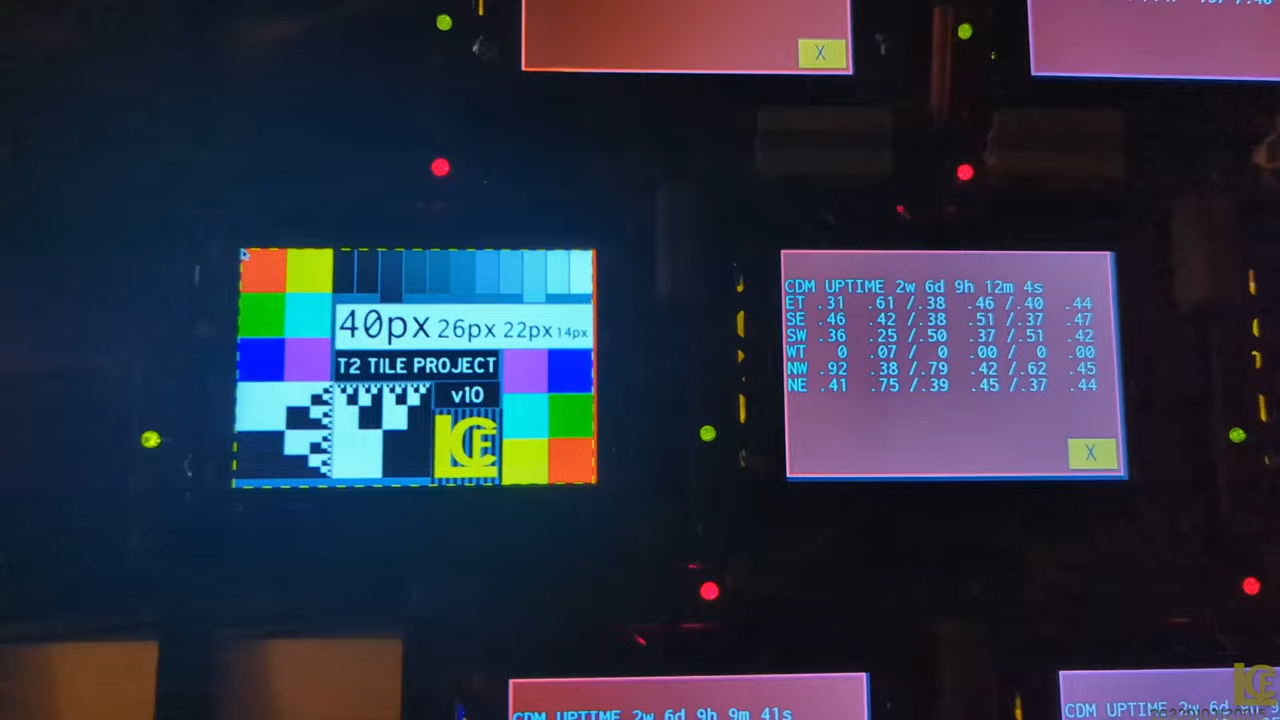 X
40px 26px 22px 14px
T2 TILE PROJECT
v10
LCF
CDM UPTIME 2w 6d 9h 12m 4s
ET .31 .61 /.38 .46 /.40 .44
SE .46 .42 /.38 .51 /.37 .47
SW .36 .25 /.50 .37 /.51 .42
WT 0 .07 / 0 .00 / 0 .00
NW .92 .38 /.79 .42 /.62 .45
NE .41 .75 /.39 .45 /.37 .44
X
CDM UPTIME 2w 6d 9h 9m 41s
CDM UPTIME 2w 6d